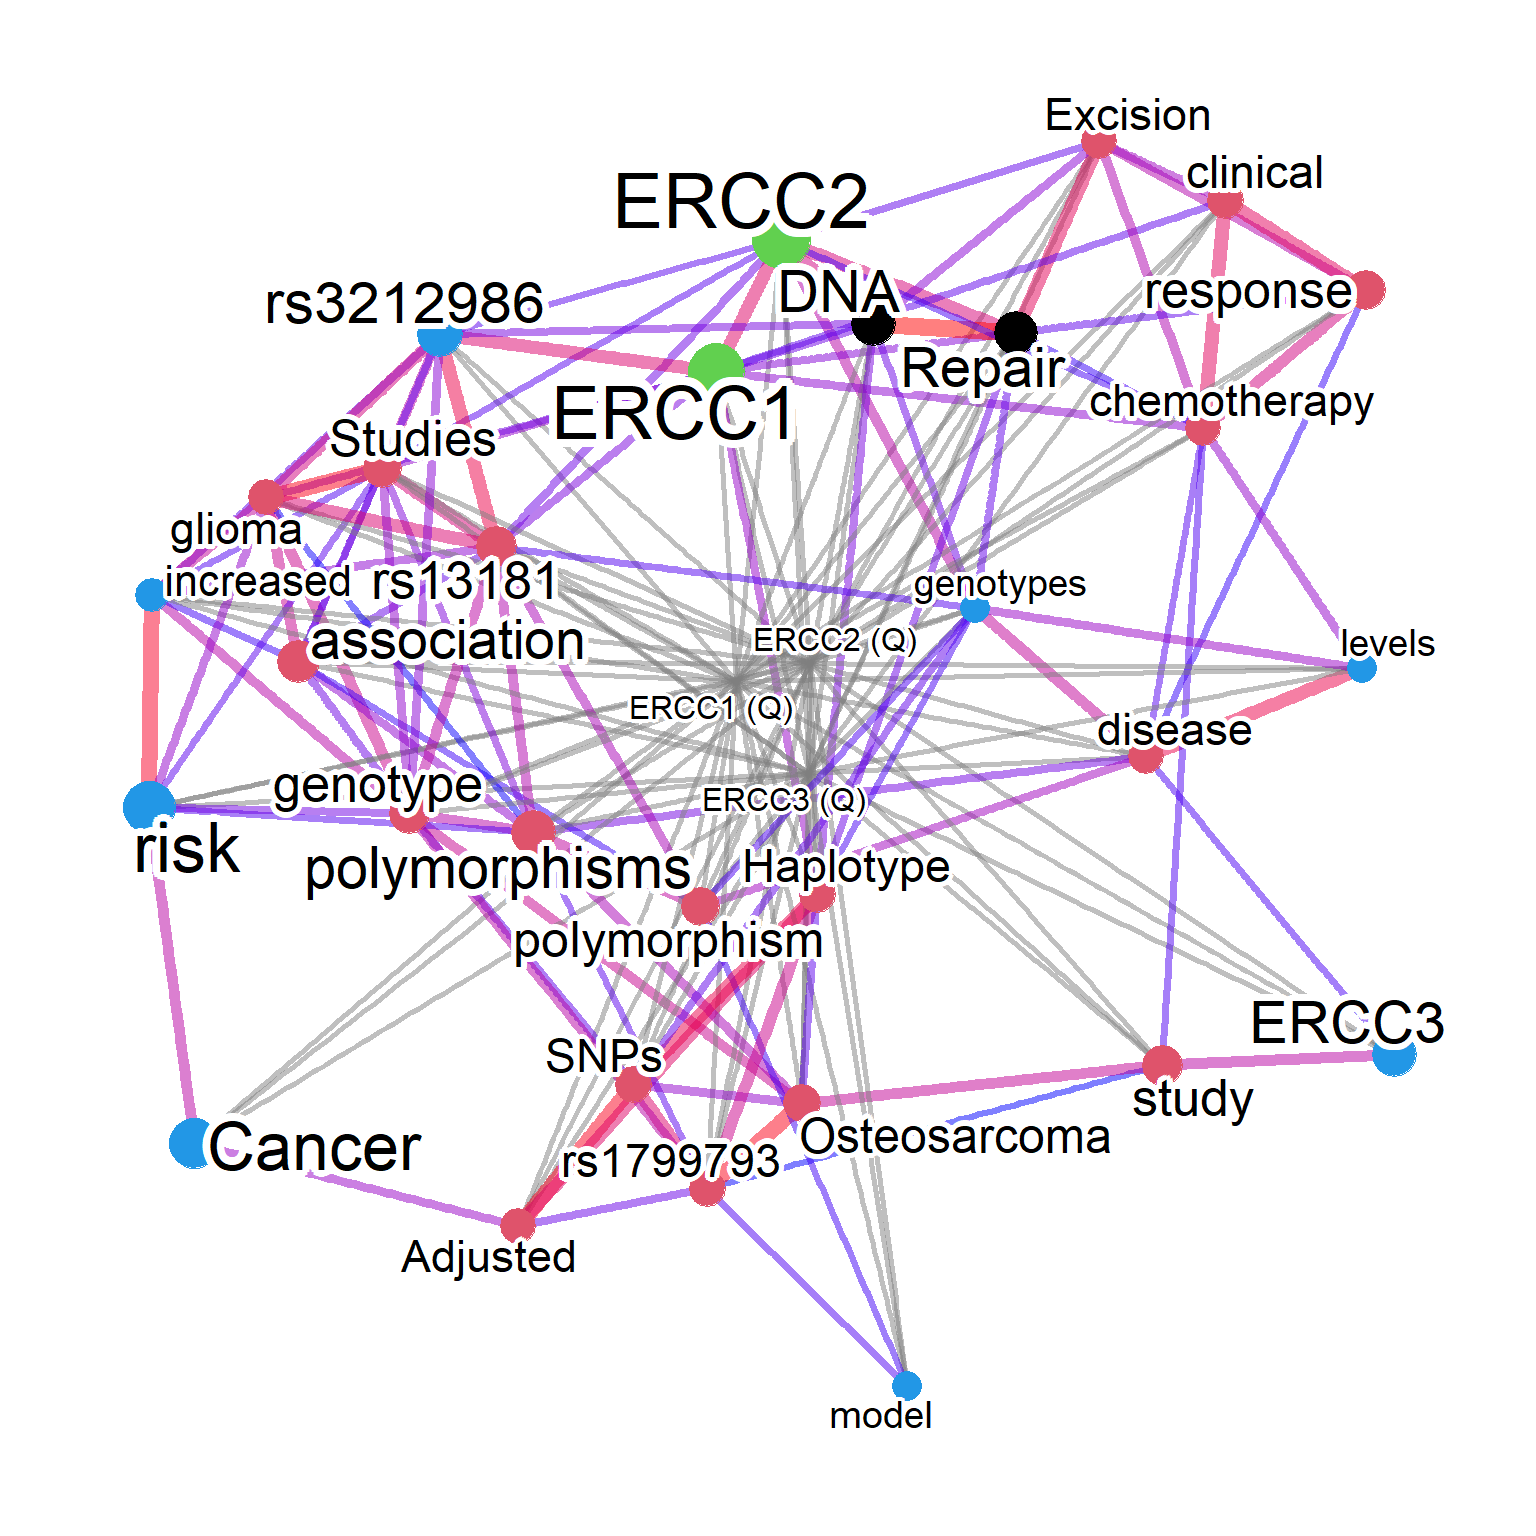 Excision
clinical
ERCC2
DNA
response
rs3212986
Repair
chemotherapy
ERCC1
Studies
glioma
increased
rs13181
genotypes
association
ERCC2 (Q)
levels
ERCC1 (Q)
disease
genotype
ERCC3 (Q)
risk
polymorphisms
Haplotype
polymorphism
ERCC3
SNPs
study
Cancer
rs1799793
Osteosarcoma
Adjusted
model